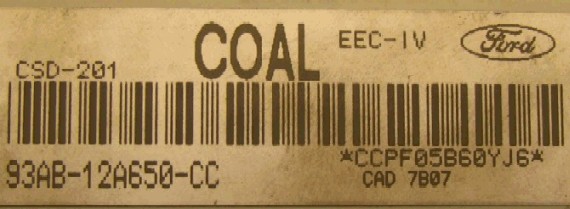 CSD-201 COAL EEC-IV Ford
93AB-12A650-CC *CCPF05B60YJ6*
CAD 7B07